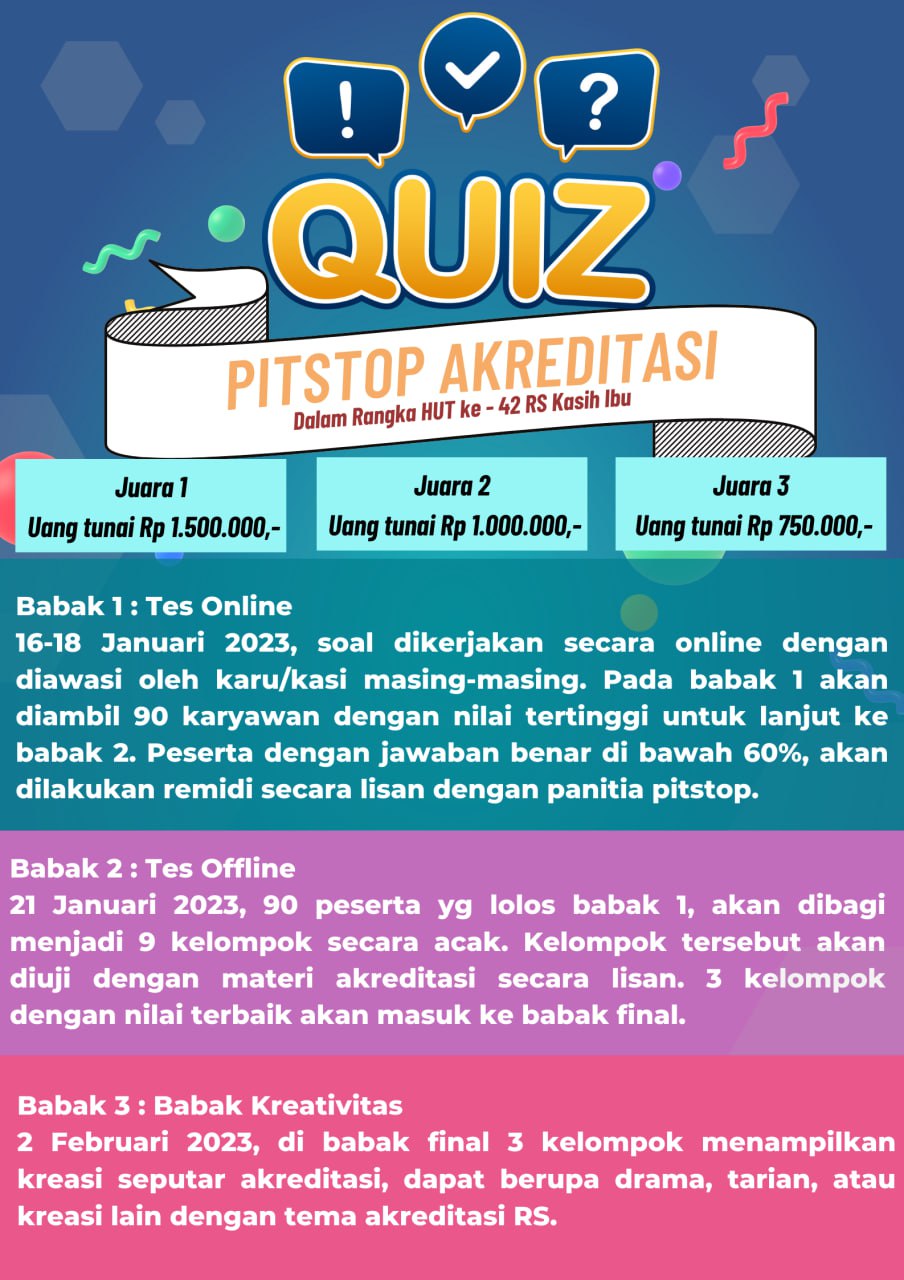 !
?
QUIZ
PITSTOP AKREDITASI
Dalam Rangka HUT ke - 42 RS Kasih Ibu
Juara 1
Uang tunai Rp 1.500.000,-
Juara 2
Uang tunai Rp 1.000.000,-
Juara 3
Uang tunai Rp 750.000,-
Babak 1 : Tes Online
16-18 Januari 2023, soal dikerjakan secara online dengan
diawasi oleh karu/kasi masing-masing. Pada babak 1 akan
diambil 90 karyawan dengan nilai tertinggi untuk lanjut ke
babak 2. Peserta dengan jawaban benar di bawah 60%, akan
dilakukan remidi secara lisan dengan panitia pitstop.
Babak 2 : Tes Offline
21 Januari 2023, 90 peserta yg lolos babak 1, akan dibagi
menjadi 9 kelompok secara acak. Kelompok tersebut akan
diuji dengan materi akreditasi secara lisan. 3 kelompok
dengan nilai terbaik akan masuk ke babak final.
Babak 3 : Babak Kreativitas
2 Februari 2023, di babak final 3 kelompok menampilkan
kreasi seputar akreditasi, dapat berupa drama, tarian, atau
kreasi lain dengan tema akreditasi RS.